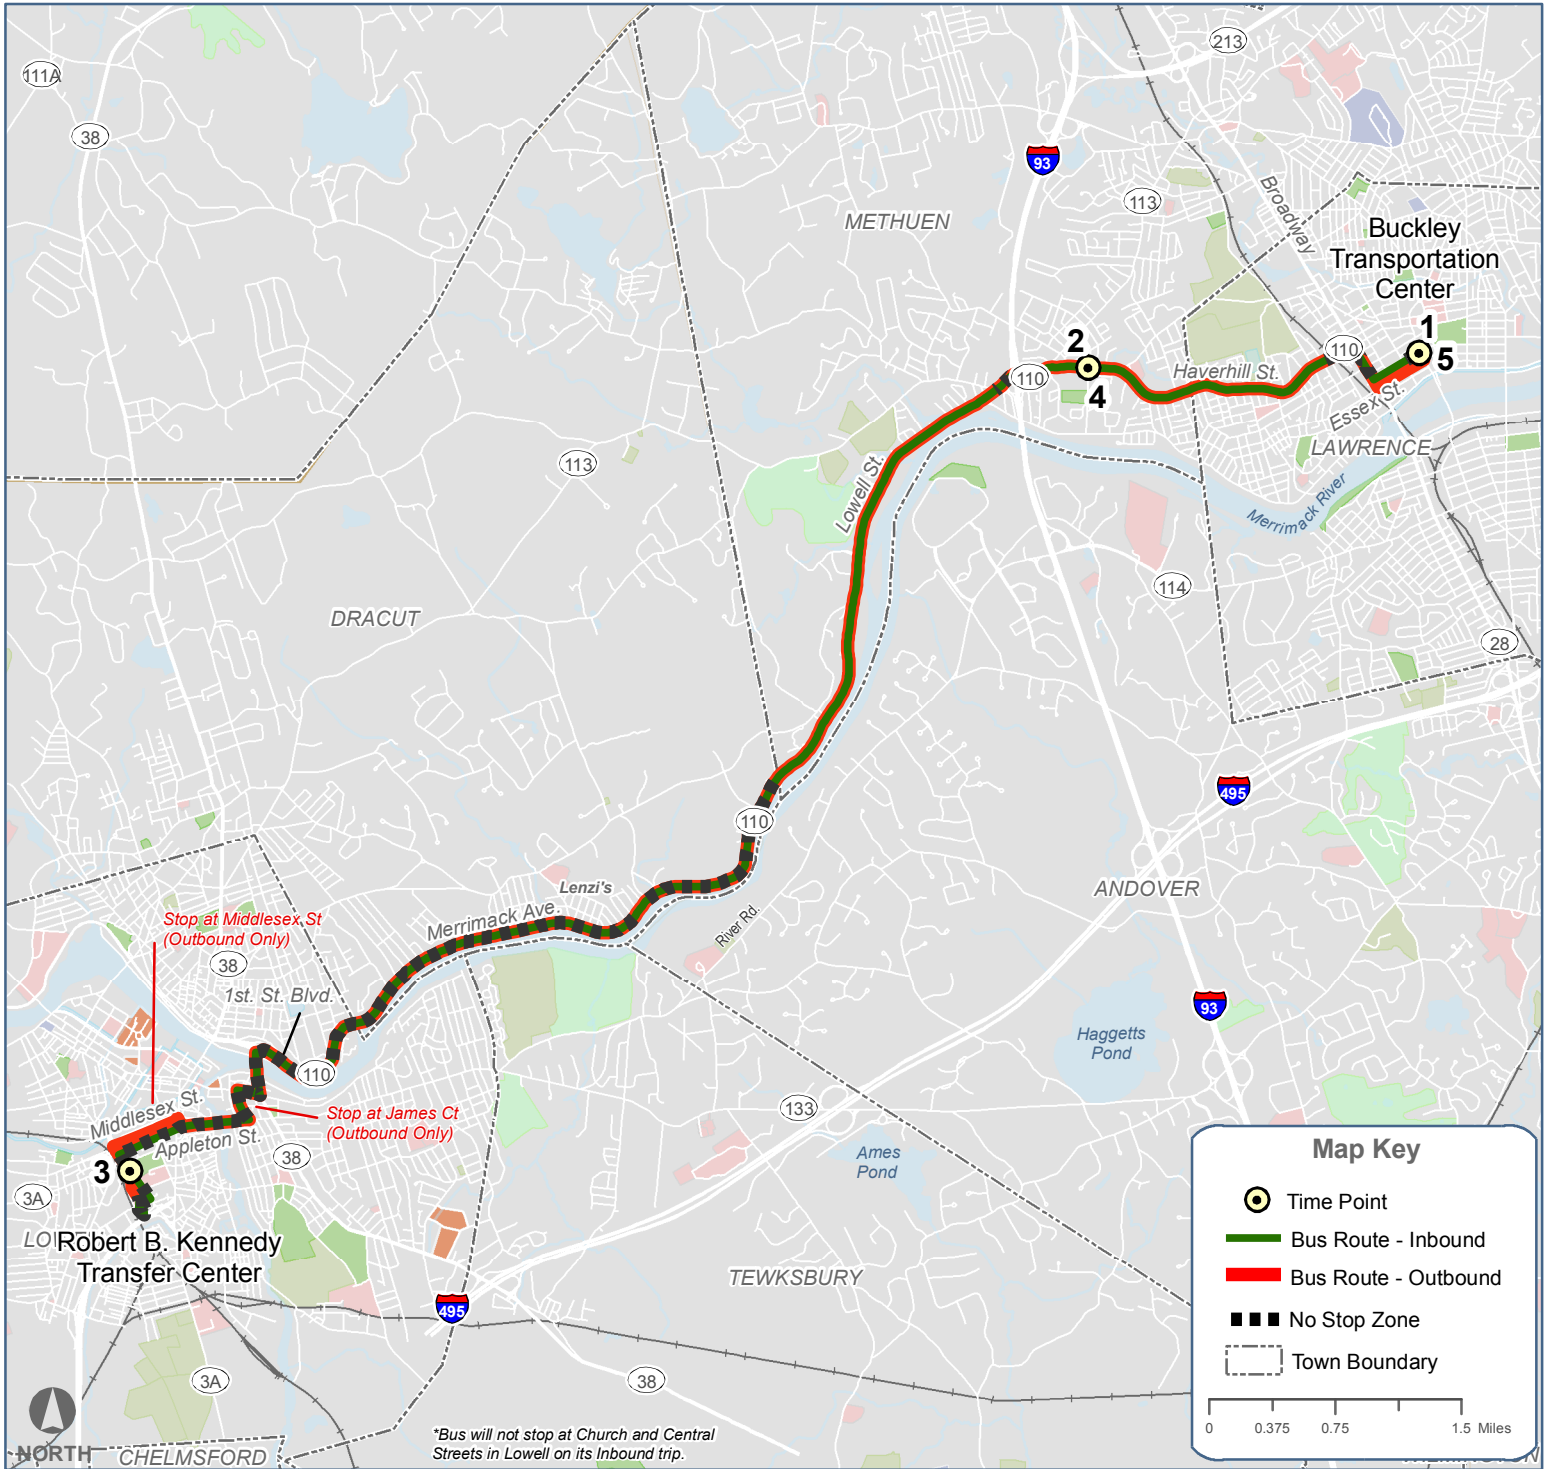 213
111A
38
93
113
METHUEN
Broadway
Buckley
Transportation
Center
1
5
2
4
110
110
Haverhill St.
Essex St.
LAWRENCE
Lowell St.
113
Merrimack River
114
DRACUT
28
495
110
ANDOVER
Lenzi's
Merrimack Ave.
River Rd.
Stop at Middlesex St
(Outbound Only)
38
1st. St. Blvd.
93
Haggetts
Pond
110
133
Middlesex St.
Appleton St.
Stop at James Ct
(Outbound Only)
38
Ames
Pond
3
3A
LO
Robert B. Kennedy
Transfer Center
TEWKSBURY
495
3A
38
NORTH
CHELMSFORD
*Bus will not stop at Church and Central
Streets in Lowell on its Inbound trip.
Map Key
Time Point
Bus Route - Inbound
Bus Route - Outbound
No Stop Zone
Town Boundary
0 0.375 0.75 1.5 Miles